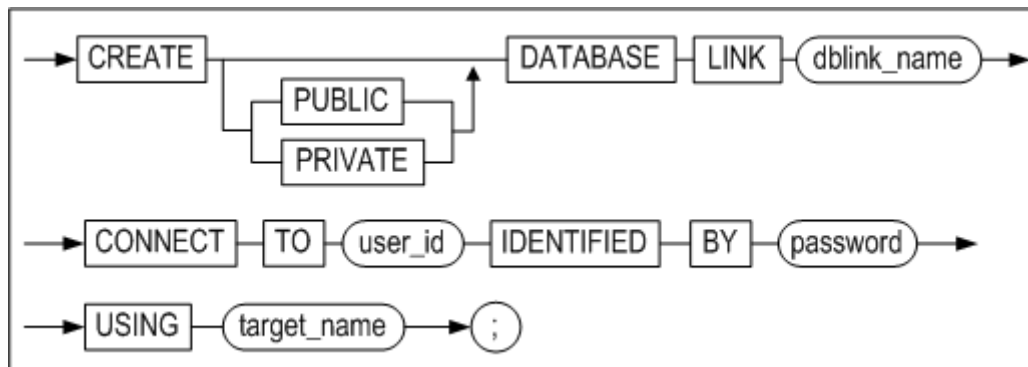 CREATE DATABASE LINK dblink_name
PUBLIC
PRIVATE
CONNECT TO user_id IDENTIFIED BY password
USING target_name ;